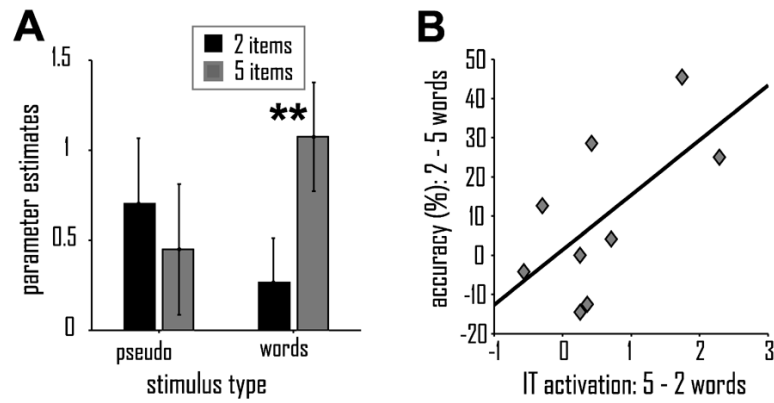 A
2 items
5 items
1.5
1
0.5
0
parameter estimates
**
pseudo
words
stimulus type
B
50
40
30
20
10
0
-10
-20
accuracy (%): 2 - 5 words
-1
0
1
2
3
IT activation: 5 - 2 words